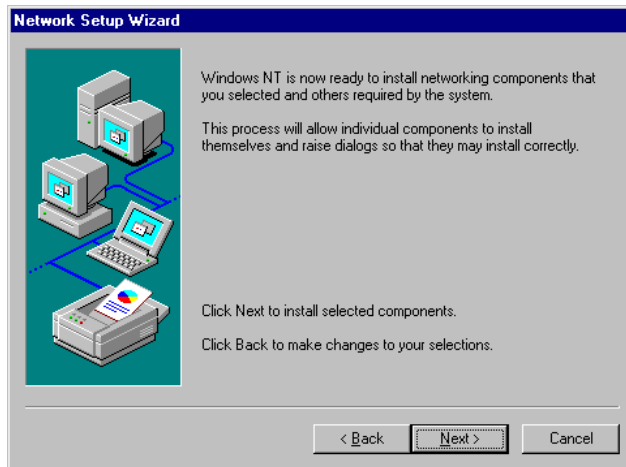 Network Setup Wizard
Windows NT is now ready to install networking components that
you selected and others required by the system.
This process will allow individual components to install
themselves and raise dialogs so that they may install correctly.
Click Next to install selected components.
Click Back to make changes to your selections.
< Back
Next >
Cancel